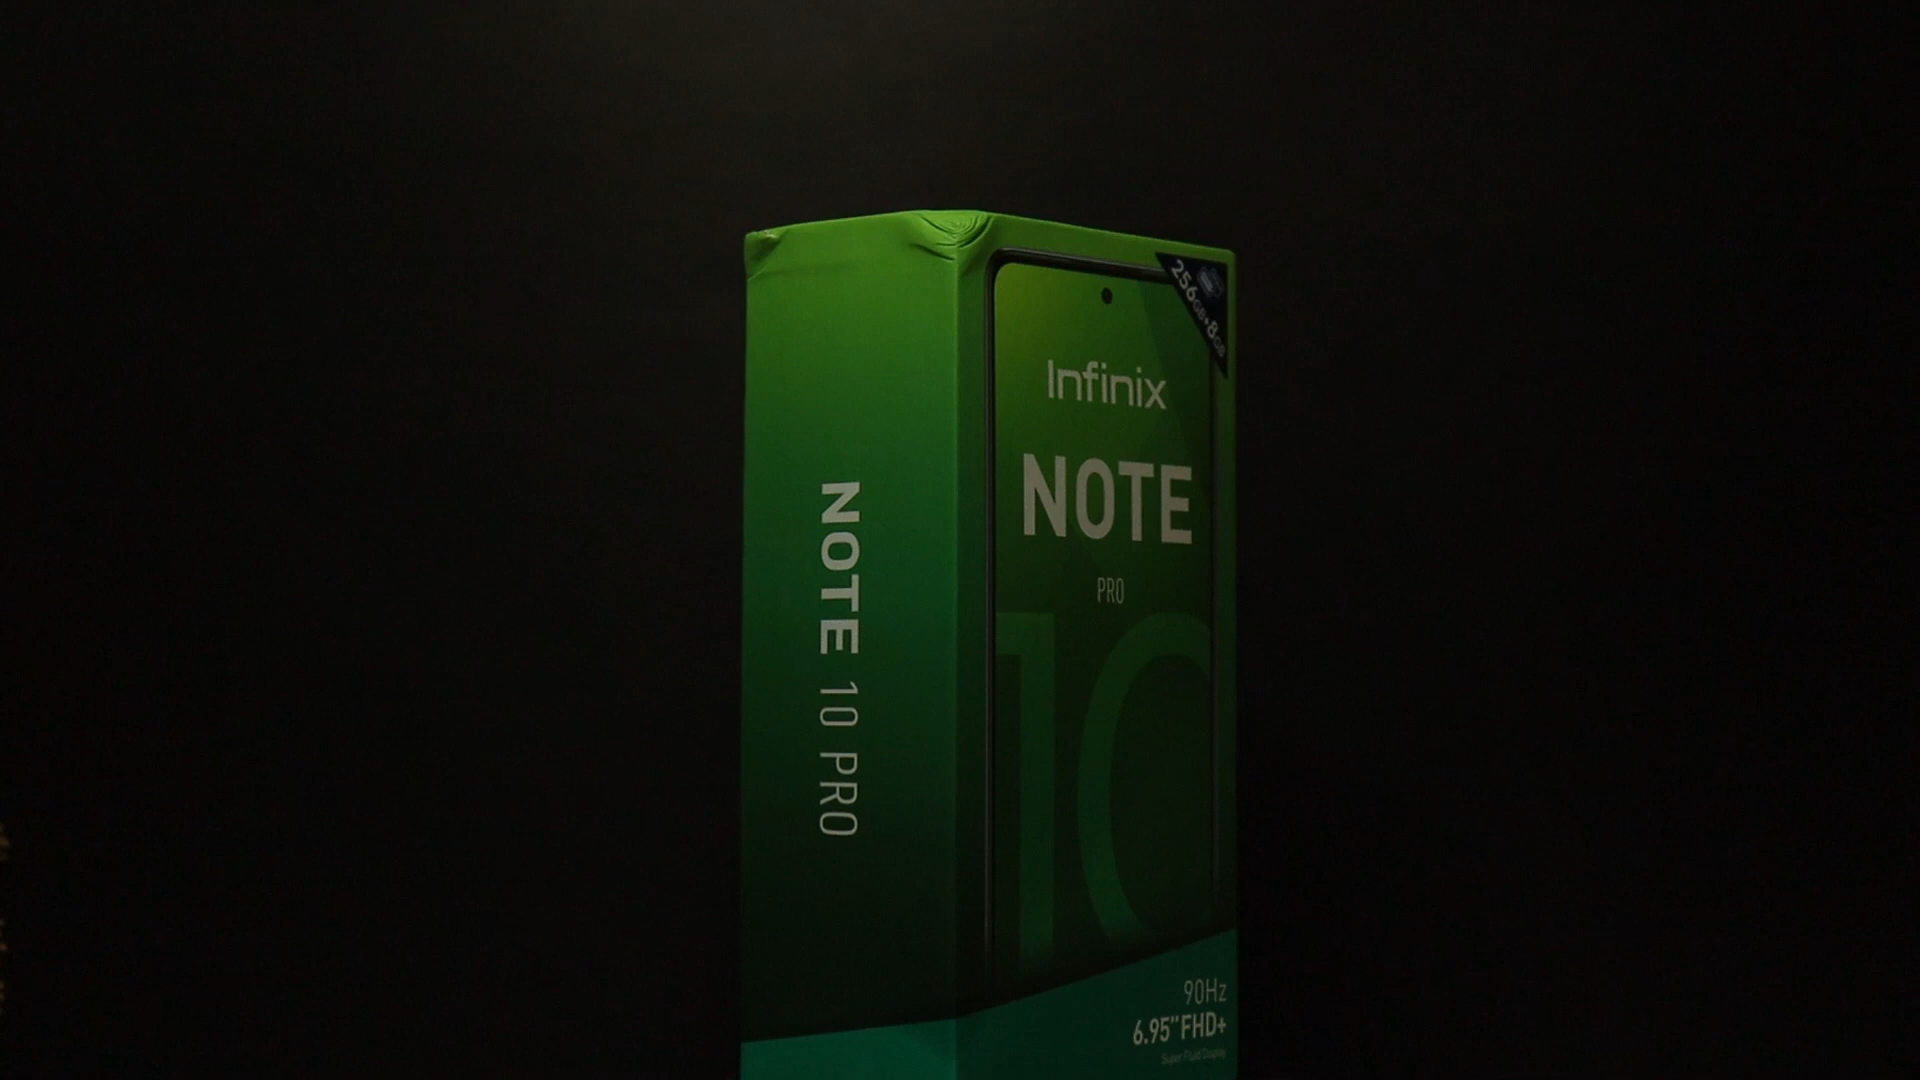 NOTE 10 PRO
256GB+8GB
Infinix
NOTE
PRO
10
90Hz
6.95" FHD+
Super Fluid Display